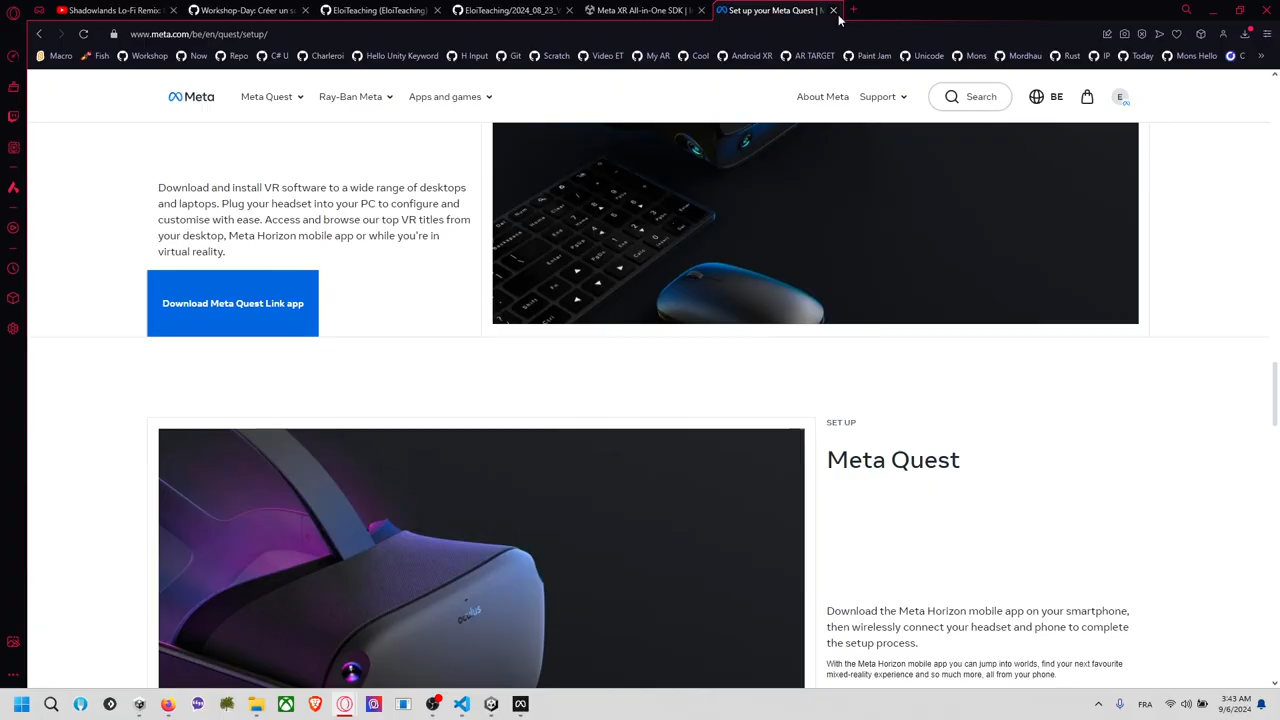 Shadowlands Lo-Fi Remix:
Workshop-Day: Créer un s
EloiTeaching (EloiTeaching)
EloiTeaching/2024_08_23_
Meta XR All-in-One SDK |
Set up your Meta Quest |
www.meta.com/be/en/quest/setup/
Macro
Fish
Workshop
Now
Repo
C# U
Charleroi
Hello Unity Keyword
H Input
Git
Scratch
Video ET
My AR
Cool
Android XR
AR TARGET
Paint Jam
Unicode
Mons
Mordhau
Rust
IP
Today
Mons Hello
C
»
Meta
Meta Quest
Ray-Ban Meta
Apps and games
About Meta
Support
Search
BE
E
Download and install VR software to a wide range of desktops
and laptops. Plug your headset into your PC to configure and
customise with ease. Access and browse our top VR titles from
your desktop, Meta Horizon mobile app or while you're in
virtual reality.
Download Meta Quest Link app
SET UP
Meta Quest
oculus
Download the Meta Horizon mobile app on your smartphone,
then wirelessly connect your headset and phone to complete
the setup process.
With the Meta Horizon mobile app you can jump into worlds, find your next favourite
mixed-reality experience and so much more, all from your phone.
FRA
3:43 AM
9/6/2024